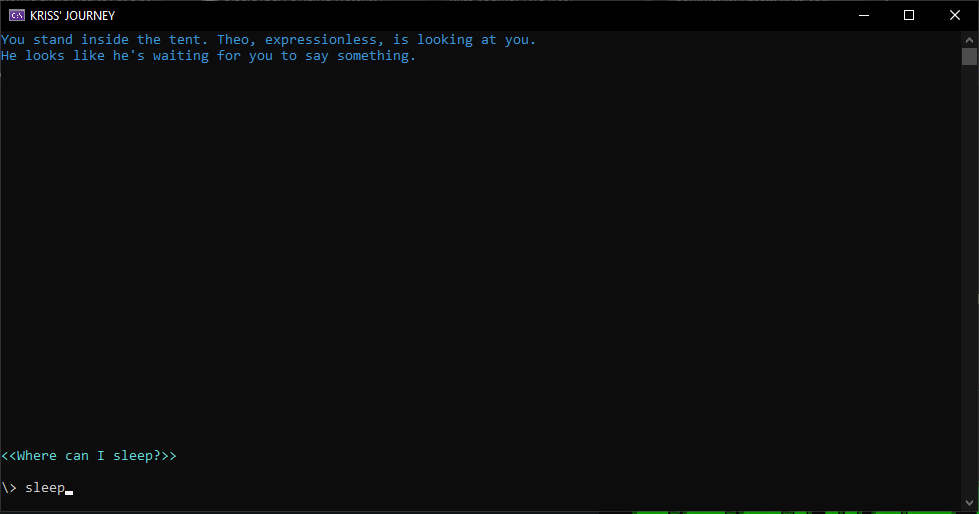 KRISS' JOURNEY
You stand inside the tent. Theo, expressionless, is looking at you.
He looks like he's waiting for you to say something.
<<Where can I sleep?>>
\> sleep